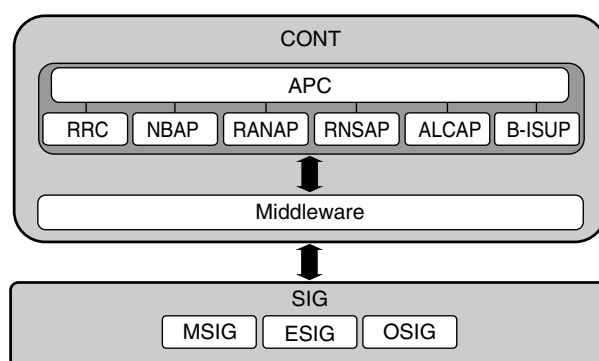 CONT
APC
RRC NBAP RANAP RNSAP ALCAP B-ISUP
Middleware
SIG
MSIG ESIG OSIG